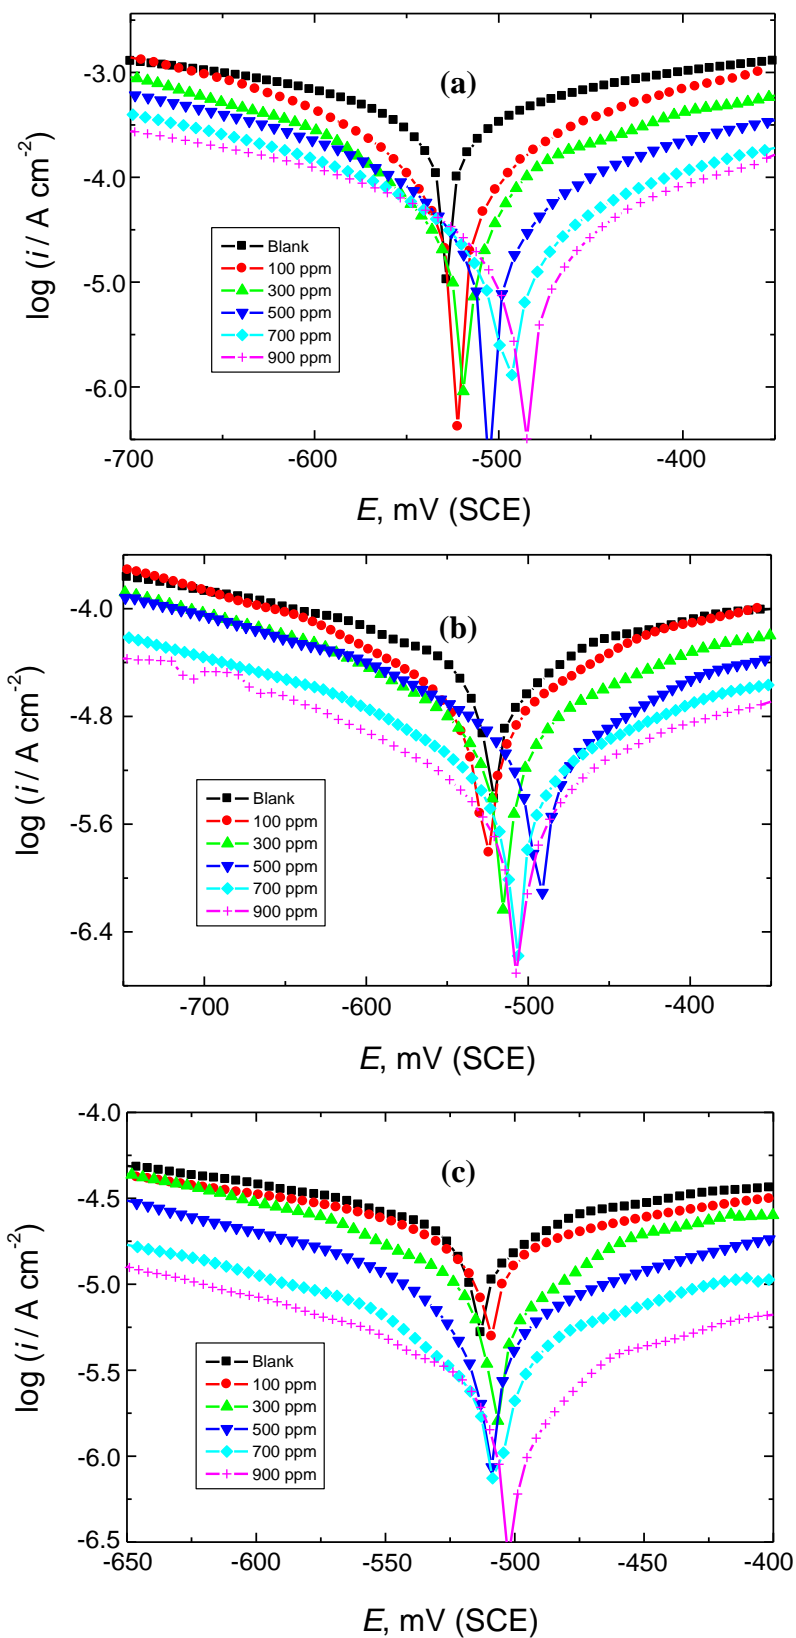 (a)
log (i / A cm-2)
-3.0
-4.0
-5.0
-6.0
Blank
100 ppm
300 ppm
500 ppm
700 ppm
900 ppm
-700
-600
-500
-400
E, mV (SCE)
(b)
log (i / A cm-2)
-4.0
-4.8
-5.6
-6.4
Blank
100 ppm
300 ppm
500 ppm
700 ppm
900 ppm
-700
-600
-500
-400
E, mV (SCE)
(c)
log (i / A cm-2)
-4.0
-4.5
-5.0
-5.5
-6.0
-6.5
Blank
100 ppm
300 ppm
500 ppm
700 ppm
900 ppm
-650
-600
-550
-500
-450
-400
E, mV (SCE)